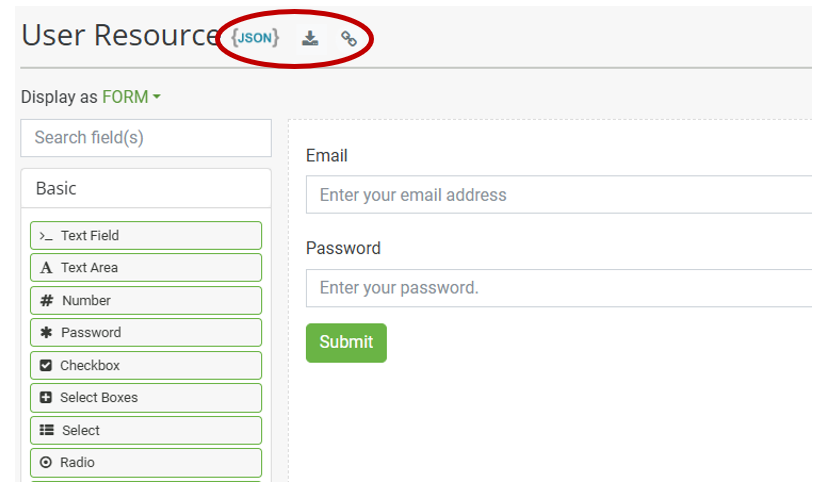 User Resource {JSON}
Display as FORM
Search field(s)
Basic
Text Field
Text Area
Number
Password
Checkbox
Select Boxes
Select
Radio
Email
Enter your email address
Password
Enter your password.
Submit